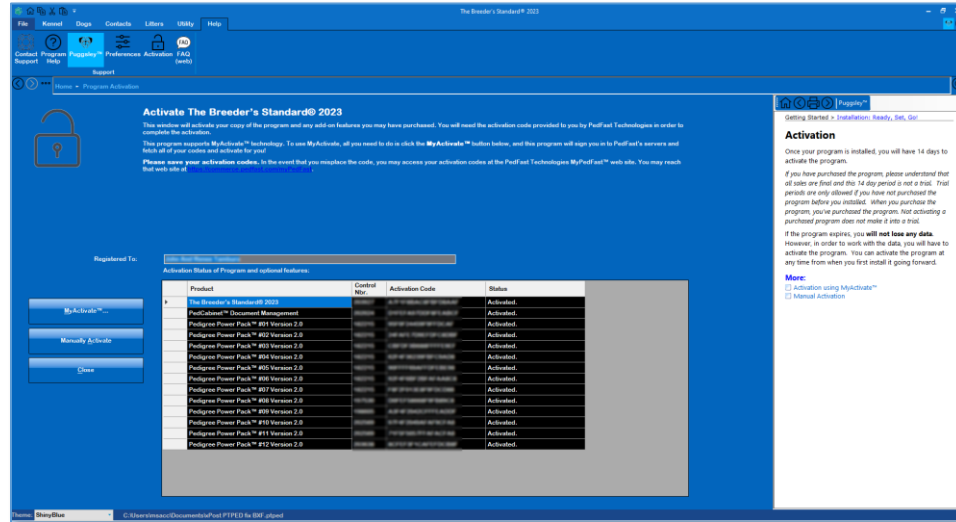 The Breeder's Standard® 2023
File Kennel Dogs Contacts Litters Utility Help
Contact Support
Program Help
Puggsley™
Preferences
Activation
FAQ (web)
Support
Home Program Activation
Activate The Breeder's Standard® 2023
This window will activate your copy of the program and any add-on features you may have purchased. You will need the activation code provided to you by PedFast Technologies in order to
complete the activation.
This program supports MyActivate™ technology. To use MyActivate, all you need to do is click the MyActivate™ button below, and this program will sign you in to PedFast's servers and
fetch all of your codes and activate for you!
Please save your activation codes. In the event that you misplace the code, you may access your activation codes at the PedFast Technologies MyPedFast™ web site. You may reach
that web site at https://commerce.pedfast.com/myPedFast.
Registered To:
Activation Status of Program and optional features:
Product Control Nbr. Activation Code Status
The Breeder's Standard® 2023 Activated.
PedCabinet™ Document Management Activated.
Pedigree Power Pack™ #01 Version 2.0 Activated.
Pedigree Power Pack™ #02 Version 2.0 Activated.
Pedigree Power Pack™ #03 Version 2.0 Activated.
Pedigree Power Pack™ #04 Version 2.0 Activated.
Pedigree Power Pack™ #05 Version 2.0 Activated.
Pedigree Power Pack™ #06 Version 2.0 Activated.
Pedigree Power Pack™ #07 Version 2.0 Activated.
Pedigree Power Pack™ #08 Version 2.0 Activated.
Pedigree Power Pack™ #09 Version 2.0 Activated.
Pedigree Power Pack™ #10 Version 2.0 Activated.
Pedigree Power Pack™ #11 Version 2.0 Activated.
Pedigree Power Pack™ #12 Version 2.0 Activated.
MyActivate™...
Manually Activate
Close
Puggsley™
Getting Started > Installation: Ready, Set, Go!
Activation
Once your program is installed, you will have 14 days to
activate the program.
If you have purchased the program, please understand that
all sales are final and this 14 day period is not a trial. Trial
periods are only allowed if you have not purchased the
program before you installed. When you purchase the
program, you've purchased the program. Not activating a
purchased program does not make it into a trial.
If the program expires, you will not lose any data.
However, in order to work with the data, you will have to
activate the program. You can activate the program at
any time from when you first install it going forward.
More:
Activation using MyActivate™
Manual Activation
Theme: ShinyBlue